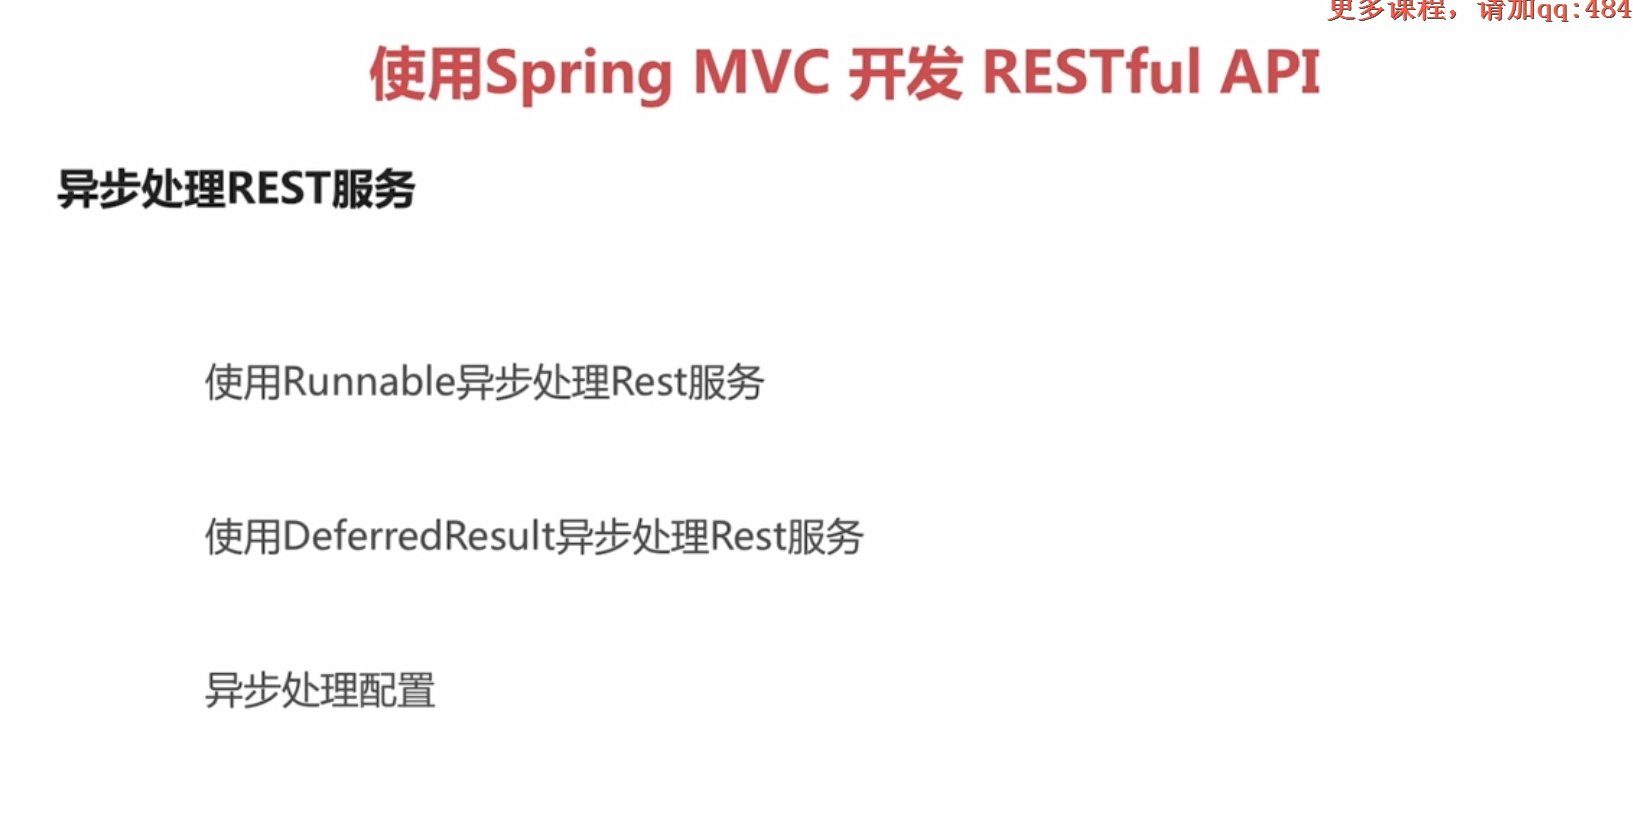 更多课程，请加qq:484
使用Spring MVC 开发 RESTful API
异步处理REST服务
使用Runnable异步处理Rest服务
使用DeferredResult异步处理Rest服务
异步处理配置